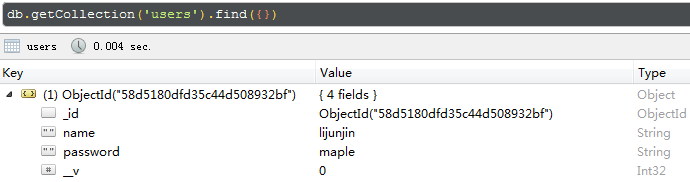 db.getCollection('users').find({})
users 0.004 sec.
Key Value Type
(1) ObjectId("58d5180dfd35c44d508932bf") { 4 fields } Object
_id ObjectId("58d5180dfd35c44d508932bf") ObjectId
"" name lijunjin String
"" password maple String
# __v 0 Int32